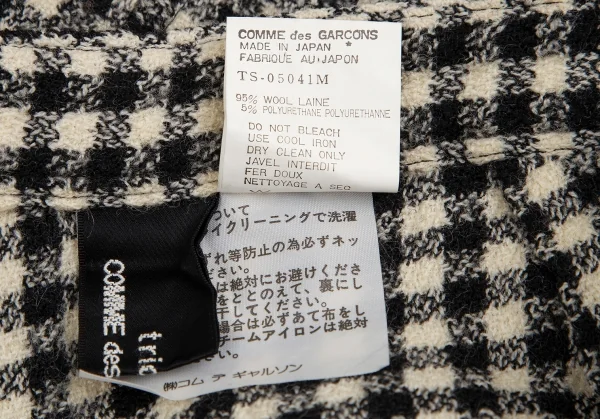 COMME des GARCONS
MADE IN JAPAN *
FABRIQUE AU JAPON
TS-05041M
95% WOOL LAINE
5% POLYURETHANE POLYURETHANNE
DO NOT BLEACH
USE COOL IRON
DRY CLEAN ONLY
JAVEL INTERDIT
FER DOUX
NETTOYAGE A SEC
ついて
イクリーニングで洗濯
ずれ等防止の為必ずネッ
ださい。
は絶対にお避けくださ
をととのえて、裏にし
干してください。
場合は必ずあて布をし
チームアイロンは絶対
さい。
㈱コム デ ギャルソン
tric
COMME des